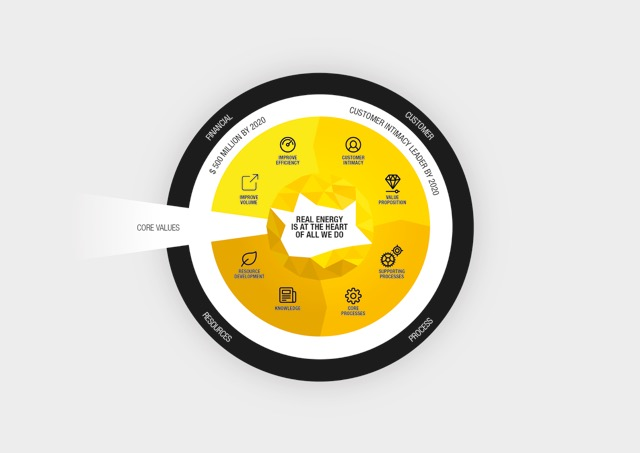 FINANCIAL
CUSTOMER
$ 500 MILLION BY 2020
CUSTOMER INTIMACY LEADER BY 2020
IMPROVE
EFFICIENCY
CUSTOMER
INTIMACY
IMPROVE
VOLUME
VALUE
PROPOSITION
CORE VALUES
REAL ENERGY
IS AT THE HEART
OF ALL WE DO
RESOURCE
DEVELOPMENT
SUPPORTING
PROCESSES
KNOWLEDGE
CORE
PROCESSES
RESOURCES
PROCESS